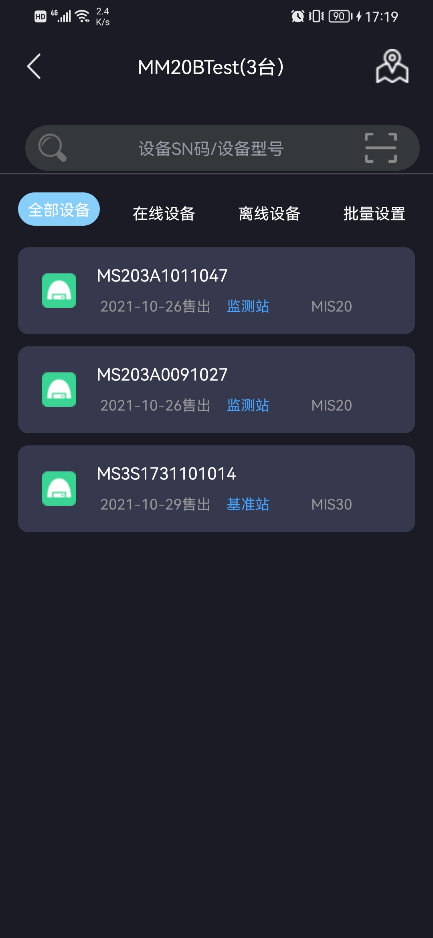 HD 4G 2.4 K/s 90 17:19
MM20BTest(3台)
设备SN码/设备型号
全部设备 在线设备 离线设备 批量设置
MS203A1011047
2021-10-26售出 监测站 MIS20
MS203A0091027
2021-10-26售出 监测站 MIS20
MS3S1731101014
2021-10-29售出 基准站 MIS30